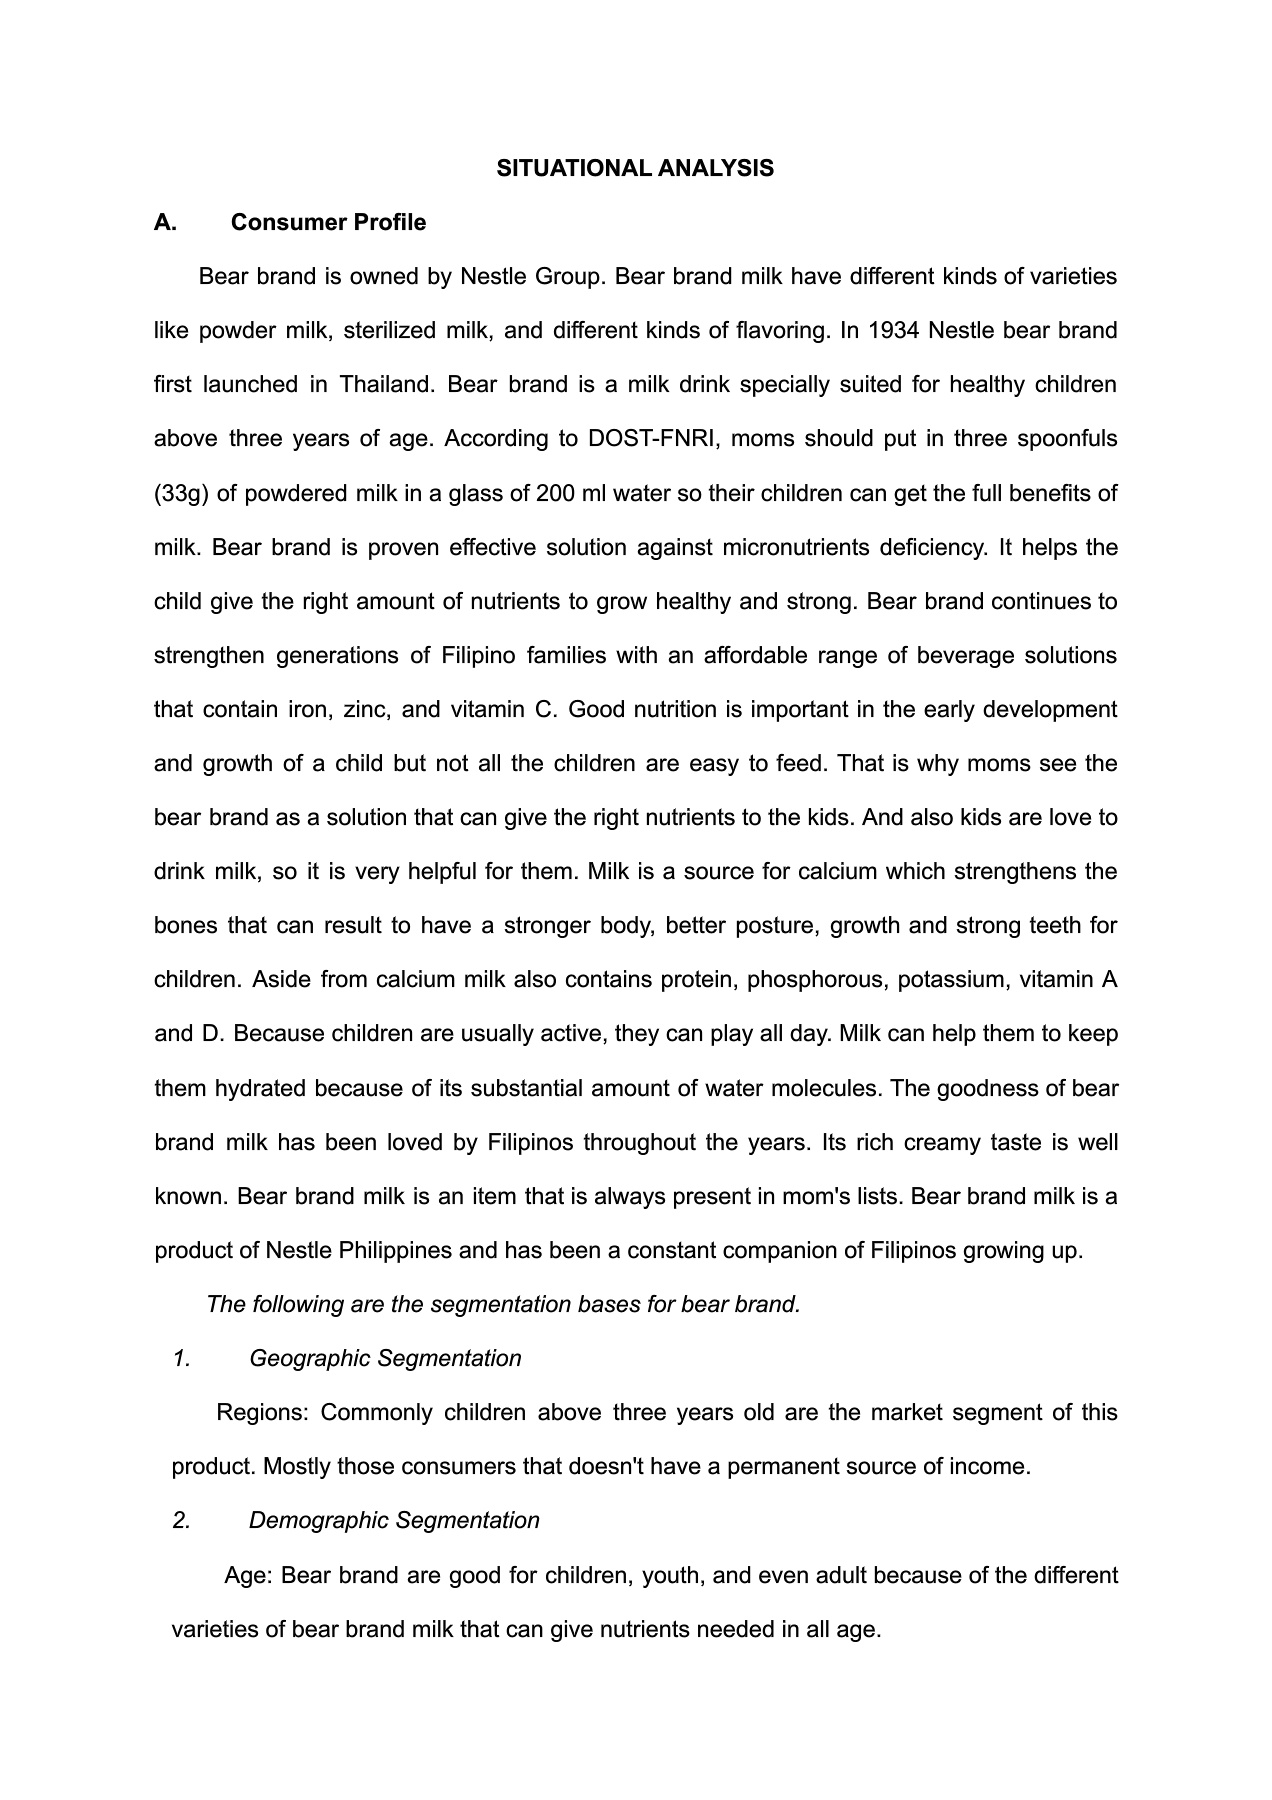 SITUATIONAL ANALYSIS
A. Consumer Profile
Bear brand is owned by Nestle Group. Bear brand milk have different kinds of varieties
like powder milk, sterilized milk, and different kinds of flavoring. In 1934 Nestle bear brand
first launched in Thailand. Bear brand is a milk drink specially suited for healthy children
above three years of age. According to DOST-FNRI, moms should put in three spoonfuls
(33g) of powdered milk in a glass of 200 ml water so their children can get the full benefits of
milk. Bear brand is proven effective solution against micronutrients deficiency. It helps the
child give the right amount of nutrients to grow healthy and strong. Bear brand continues to
strengthen generations of Filipino families with an affordable range of beverage solutions
that contain iron, zinc, and vitamin C. Good nutrition is important in the early development
and growth of a child but not all the children are easy to feed. That is why moms see the
bear brand as a solution that can give the right nutrients to the kids. And also kids are love to
drink milk, so it is very helpful for them. Milk is a source for calcium which strengthens the
bones that can result to have a stronger body, better posture, growth and strong teeth for
children. Aside from calcium milk also contains protein, phosphorous, potassium, vitamin A
and D. Because children are usually active, they can play all day. Milk can help them to keep
them hydrated because of its substantial amount of water molecules. The goodness of bear
brand milk has been loved by Filipinos throughout the years. Its rich creamy taste is well
known. Bear brand milk is an item that is always present in mom's lists. Bear brand milk is a
product of Nestle Philippines and has been a constant companion of Filipinos growing up.
The following are the segmentation bases for bear brand.
1. Geographic Segmentation
Regions: Commonly children above three years old are the market segment of this
product. Mostly those consumers that doesn't have a permanent source of income.
2. Demographic Segmentation
Age: Bear brand are good for children, youth, and even adult because of the different
varieties of bear brand milk that can give nutrients needed in all age.